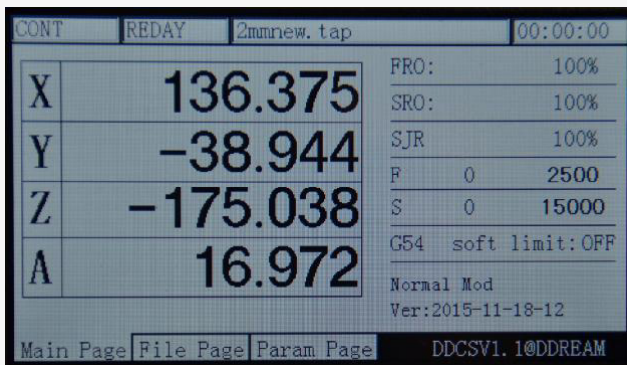 CONT REDAY 2mmnew.tap 00:00:00
X 136.375
Y -38.944
Z -175.038
A 16.972
FRO: 100%
SRO: 100%
SJR 100%
F 0 2500
S 0 15000
G54 soft limit:OFF
Normal Mod
Ver:2015-11-18-12
Main Page File Page Param Page DDCSV1.1@DDREAM